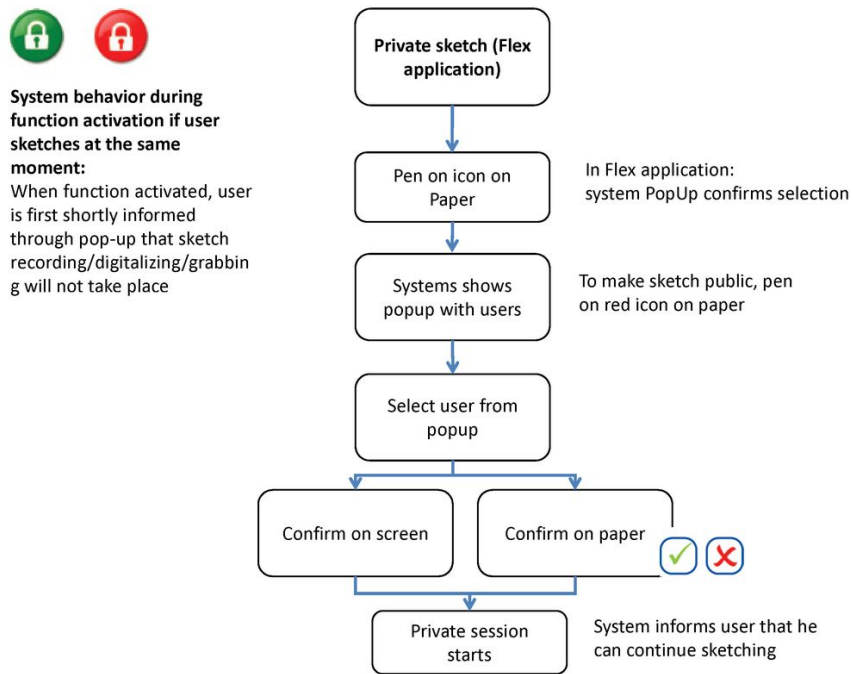 Private sketch (Flex
application)
System behavior during
function activation if user
sketches at the same
moment:
When function activated, user
is first shortly informed
through pop-up that sketch
recording/digitalizing/grabbin
g will not take place
Pen on icon on
Paper
In Flex application:
system PopUp confirms selection
Systems shows
popup with users
To make sketch public, pen
on red icon on paper
Select user from
popup
Confirm on screen
Confirm on paper
Private session
starts
System informs user that he
can continue sketching